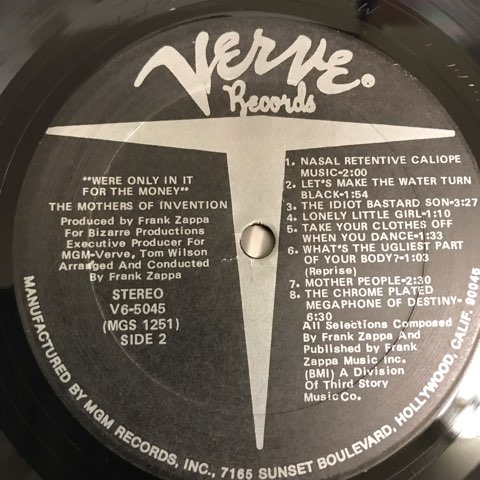 VERVE®
Records
"WERE ONLY IN IT
FOR THE MONEY"
THE MOTHERS OF INVENTION
Produced by Frank Zappa
For Bizarre Productions
Executive Producer For
MGM-Verve, Tom Wilson
Arranged And Conducted
By Frank Zappa
STEREO
V6-5045
(MGS 1251)
SIDE 2
1. NASAL RETENTIVE CALIOPE
MUSIC-2:00
2. LET'S MAKE THE WATER TURN
BLACK-1:54
3. THE IDIOT BASTARD SON-3:27
4. LONELY LITTLE GIRL-1:10
5. TAKE YOUR CLOTHES OFF
WHEN YOU DANCE-1:33
6. WHAT'S THE UGLIEST PART
OF YOUR BODY?-1:03
(Reprise)
7. MOTHER PEOPLE-2:30
8. THE CHROME PLATED
MEGAPHONE OF DESTINY-
6:30
All Selections Composed
By Frank Zappa And
Published by Frank
Zappa Music Inc.
(BMI) A Division
Of Third Story
Music Co.
MANUFACTURED BY MGM RECORDS, INC., 7165 SUNSET BOULEVARD, HOLLYWOOD, CALIF. 90046